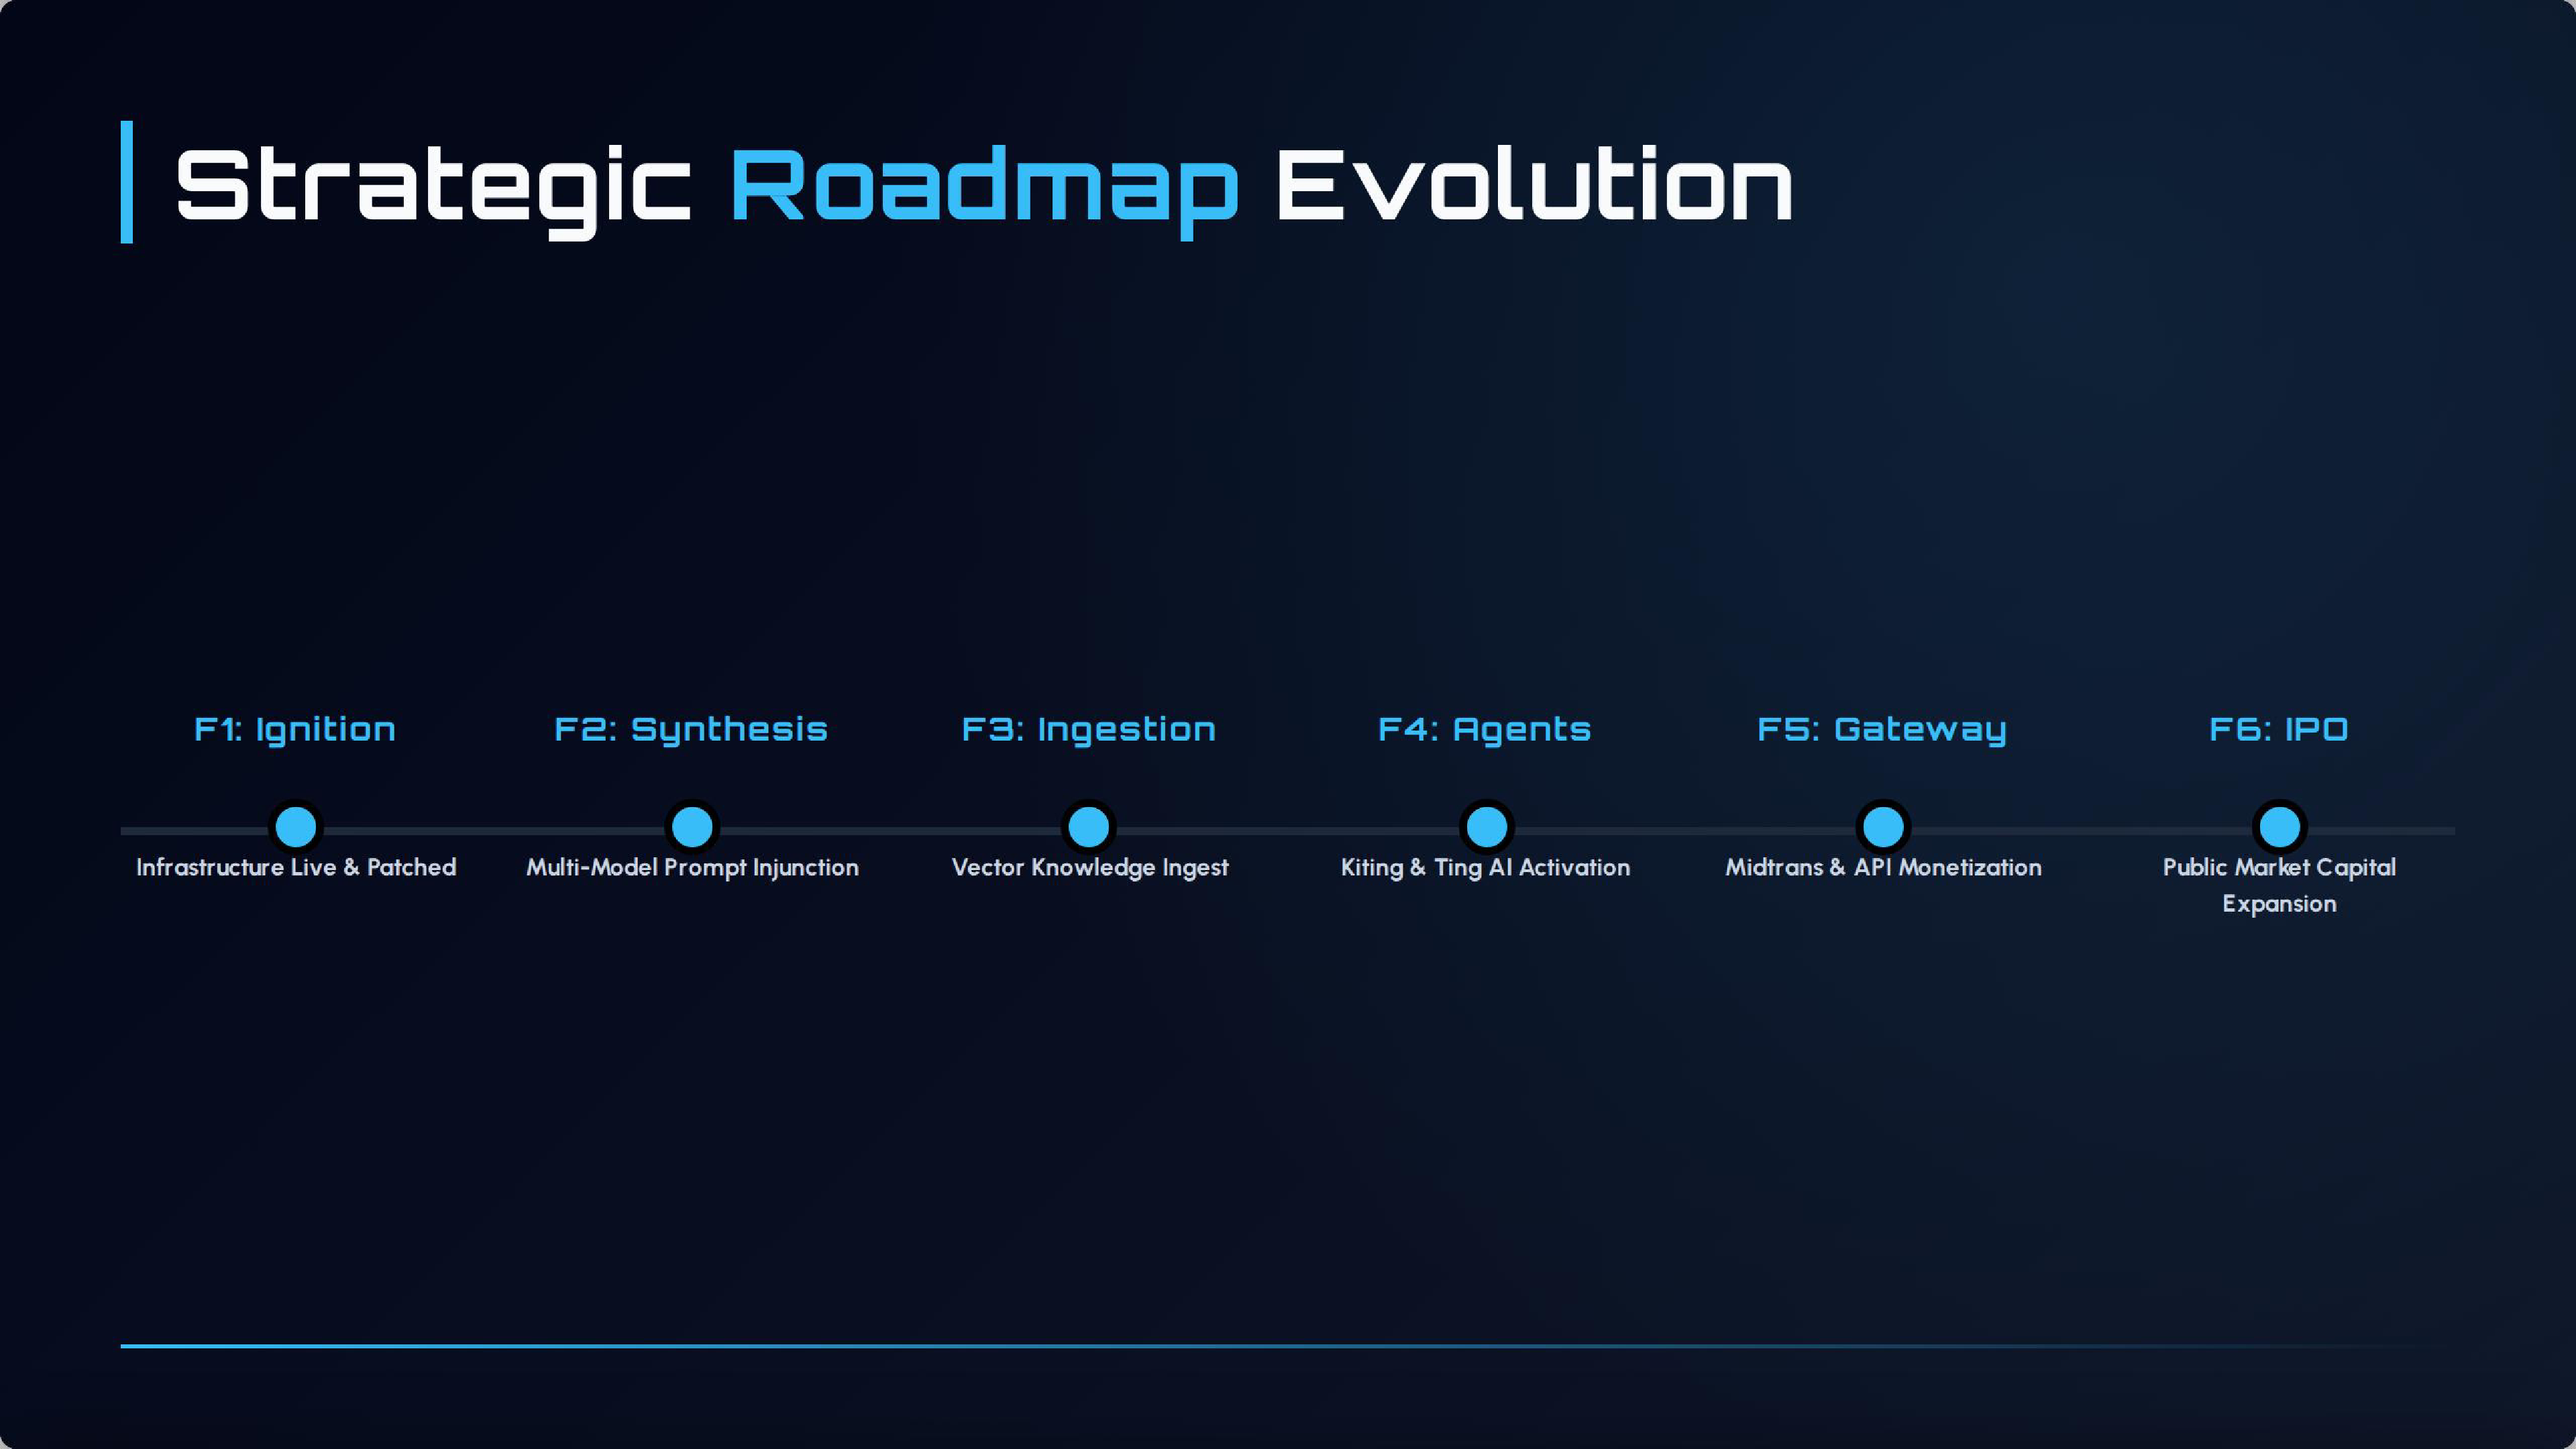 Strategic Roadmap Evolution
F1: Ignition
Infrastructure Live & Patched
F2: Synthesis
Multi-Model Prompt Injunction
F3: Ingestion
Vector Knowledge Ingest
F4: Agents
Kiting & Ting AI Activation
F5: Gateway
Midtrans & API Monetization
F6: IPO
Public Market Capital
Expansion